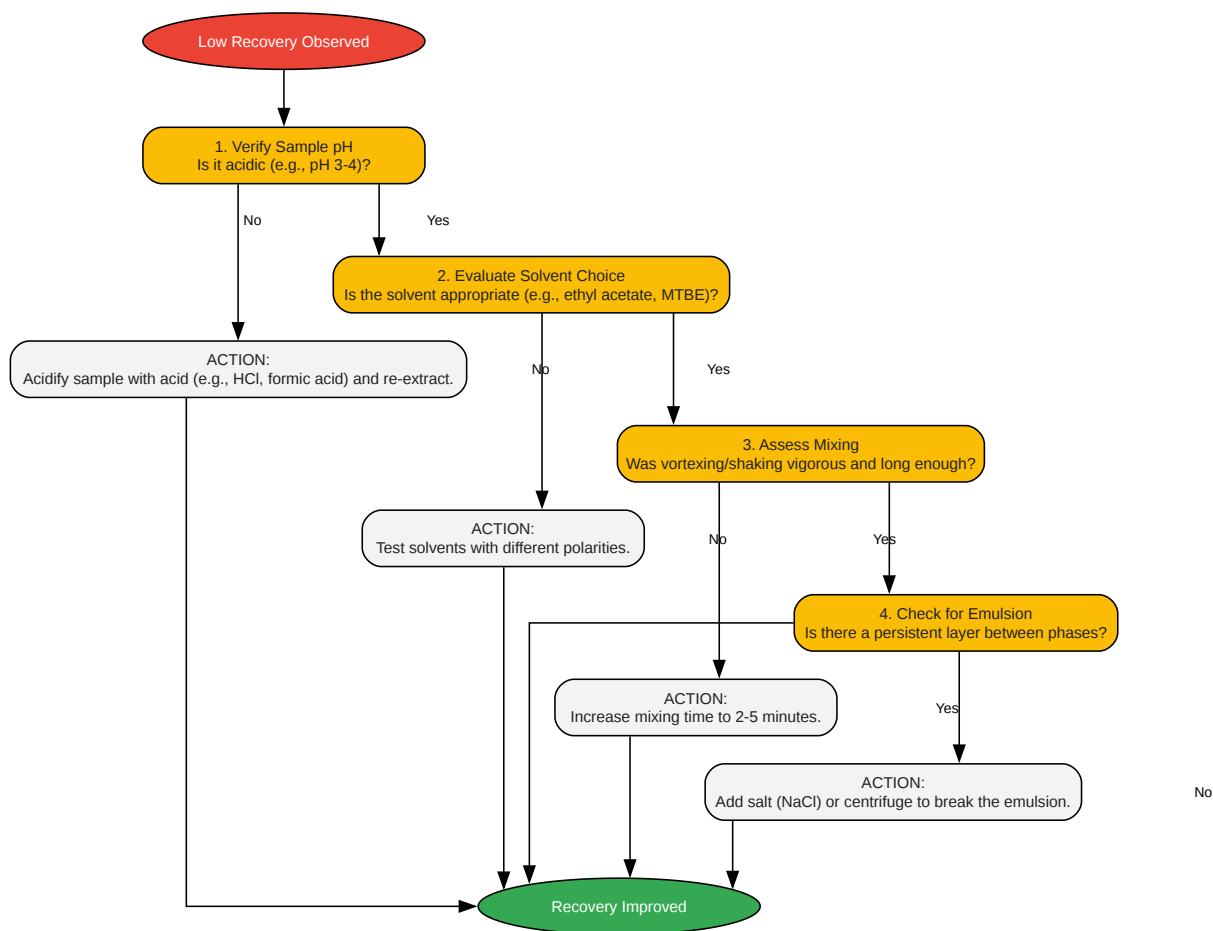 Low Recovery Observed
1. Verify Sample pH
Is it acidic (e.g., pH 3-4)?
No
Yes
2. Evaluate Solvent Choice
Is the solvent appropriate (e.g., ethyl acetate, MTBE)?
ACTION:
Acidify sample with acid (e.g., HCl, formic acid) and re-extract.
No
Yes
3. Assess Mixing
Was vortexing/shaking vigorous and long enough?
ACTION:
Test solvents with different polarities.
No
Yes
4. Check for Emulsion
Is there a persistent layer between phases?
ACTION:
Increase mixing time to 2-5 minutes.
Yes
ACTION:
Add salt (NaCl) or centrifuge to break the emulsion.
No
Recovery Improved